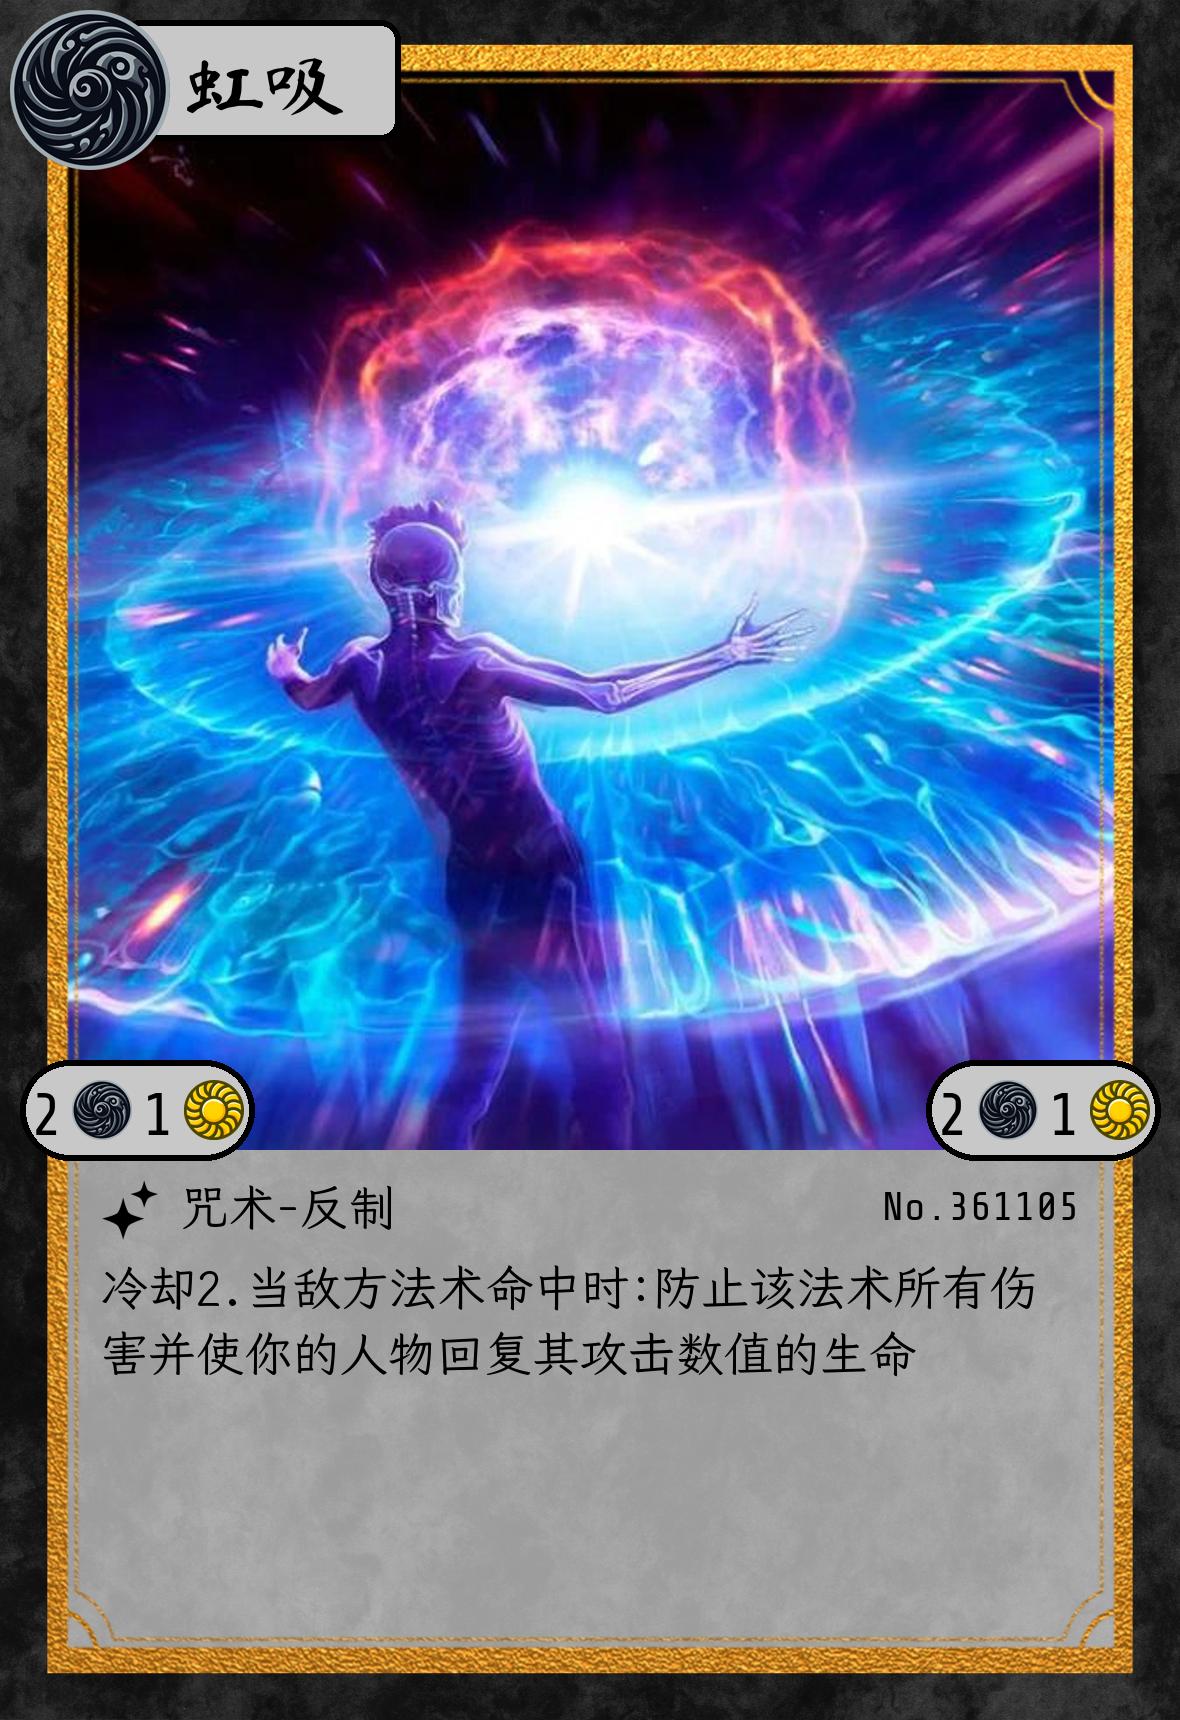 虹吸
2 1
2 1
咒术-反制
No.361105
冷却2.当敌方法术命中时:防止该法术所有伤
害并使你的人物回复其攻击数值的生命